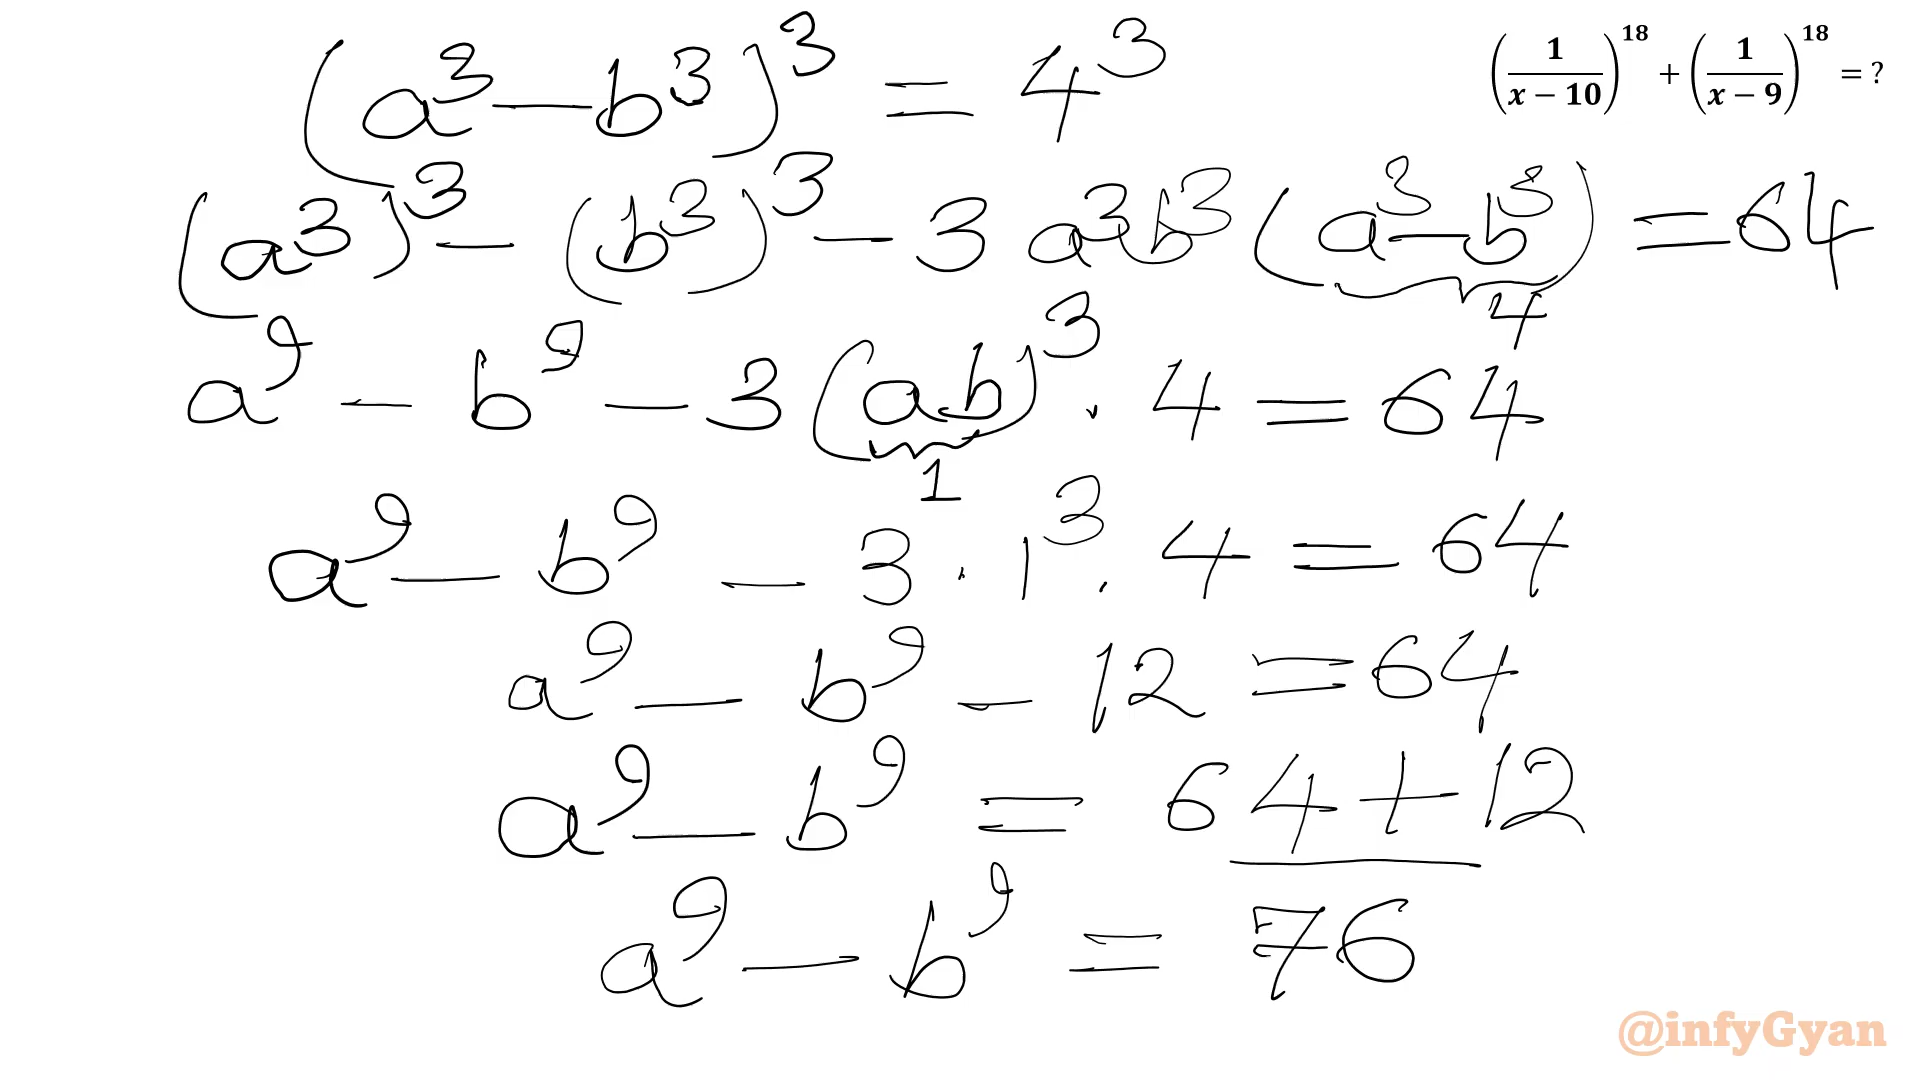 (a³ − b³)³ = 4³
(1/(x − 10))¹⁸ + (1/(x − 9))¹⁸ = ?
(a³)³ − (b³)³ − 3 a³b³ (a³ − b³) = 64
4
a⁹ − b⁹ − 3 (ab)³ · 4 = 64
1
a⁹ − b⁹ − 3 · 1³ · 4 = 64
a⁹ − b⁹ − 12 = 64
a⁹ − b⁹ = 64 + 12
a⁹ − b⁹ = 76
@infyGyan